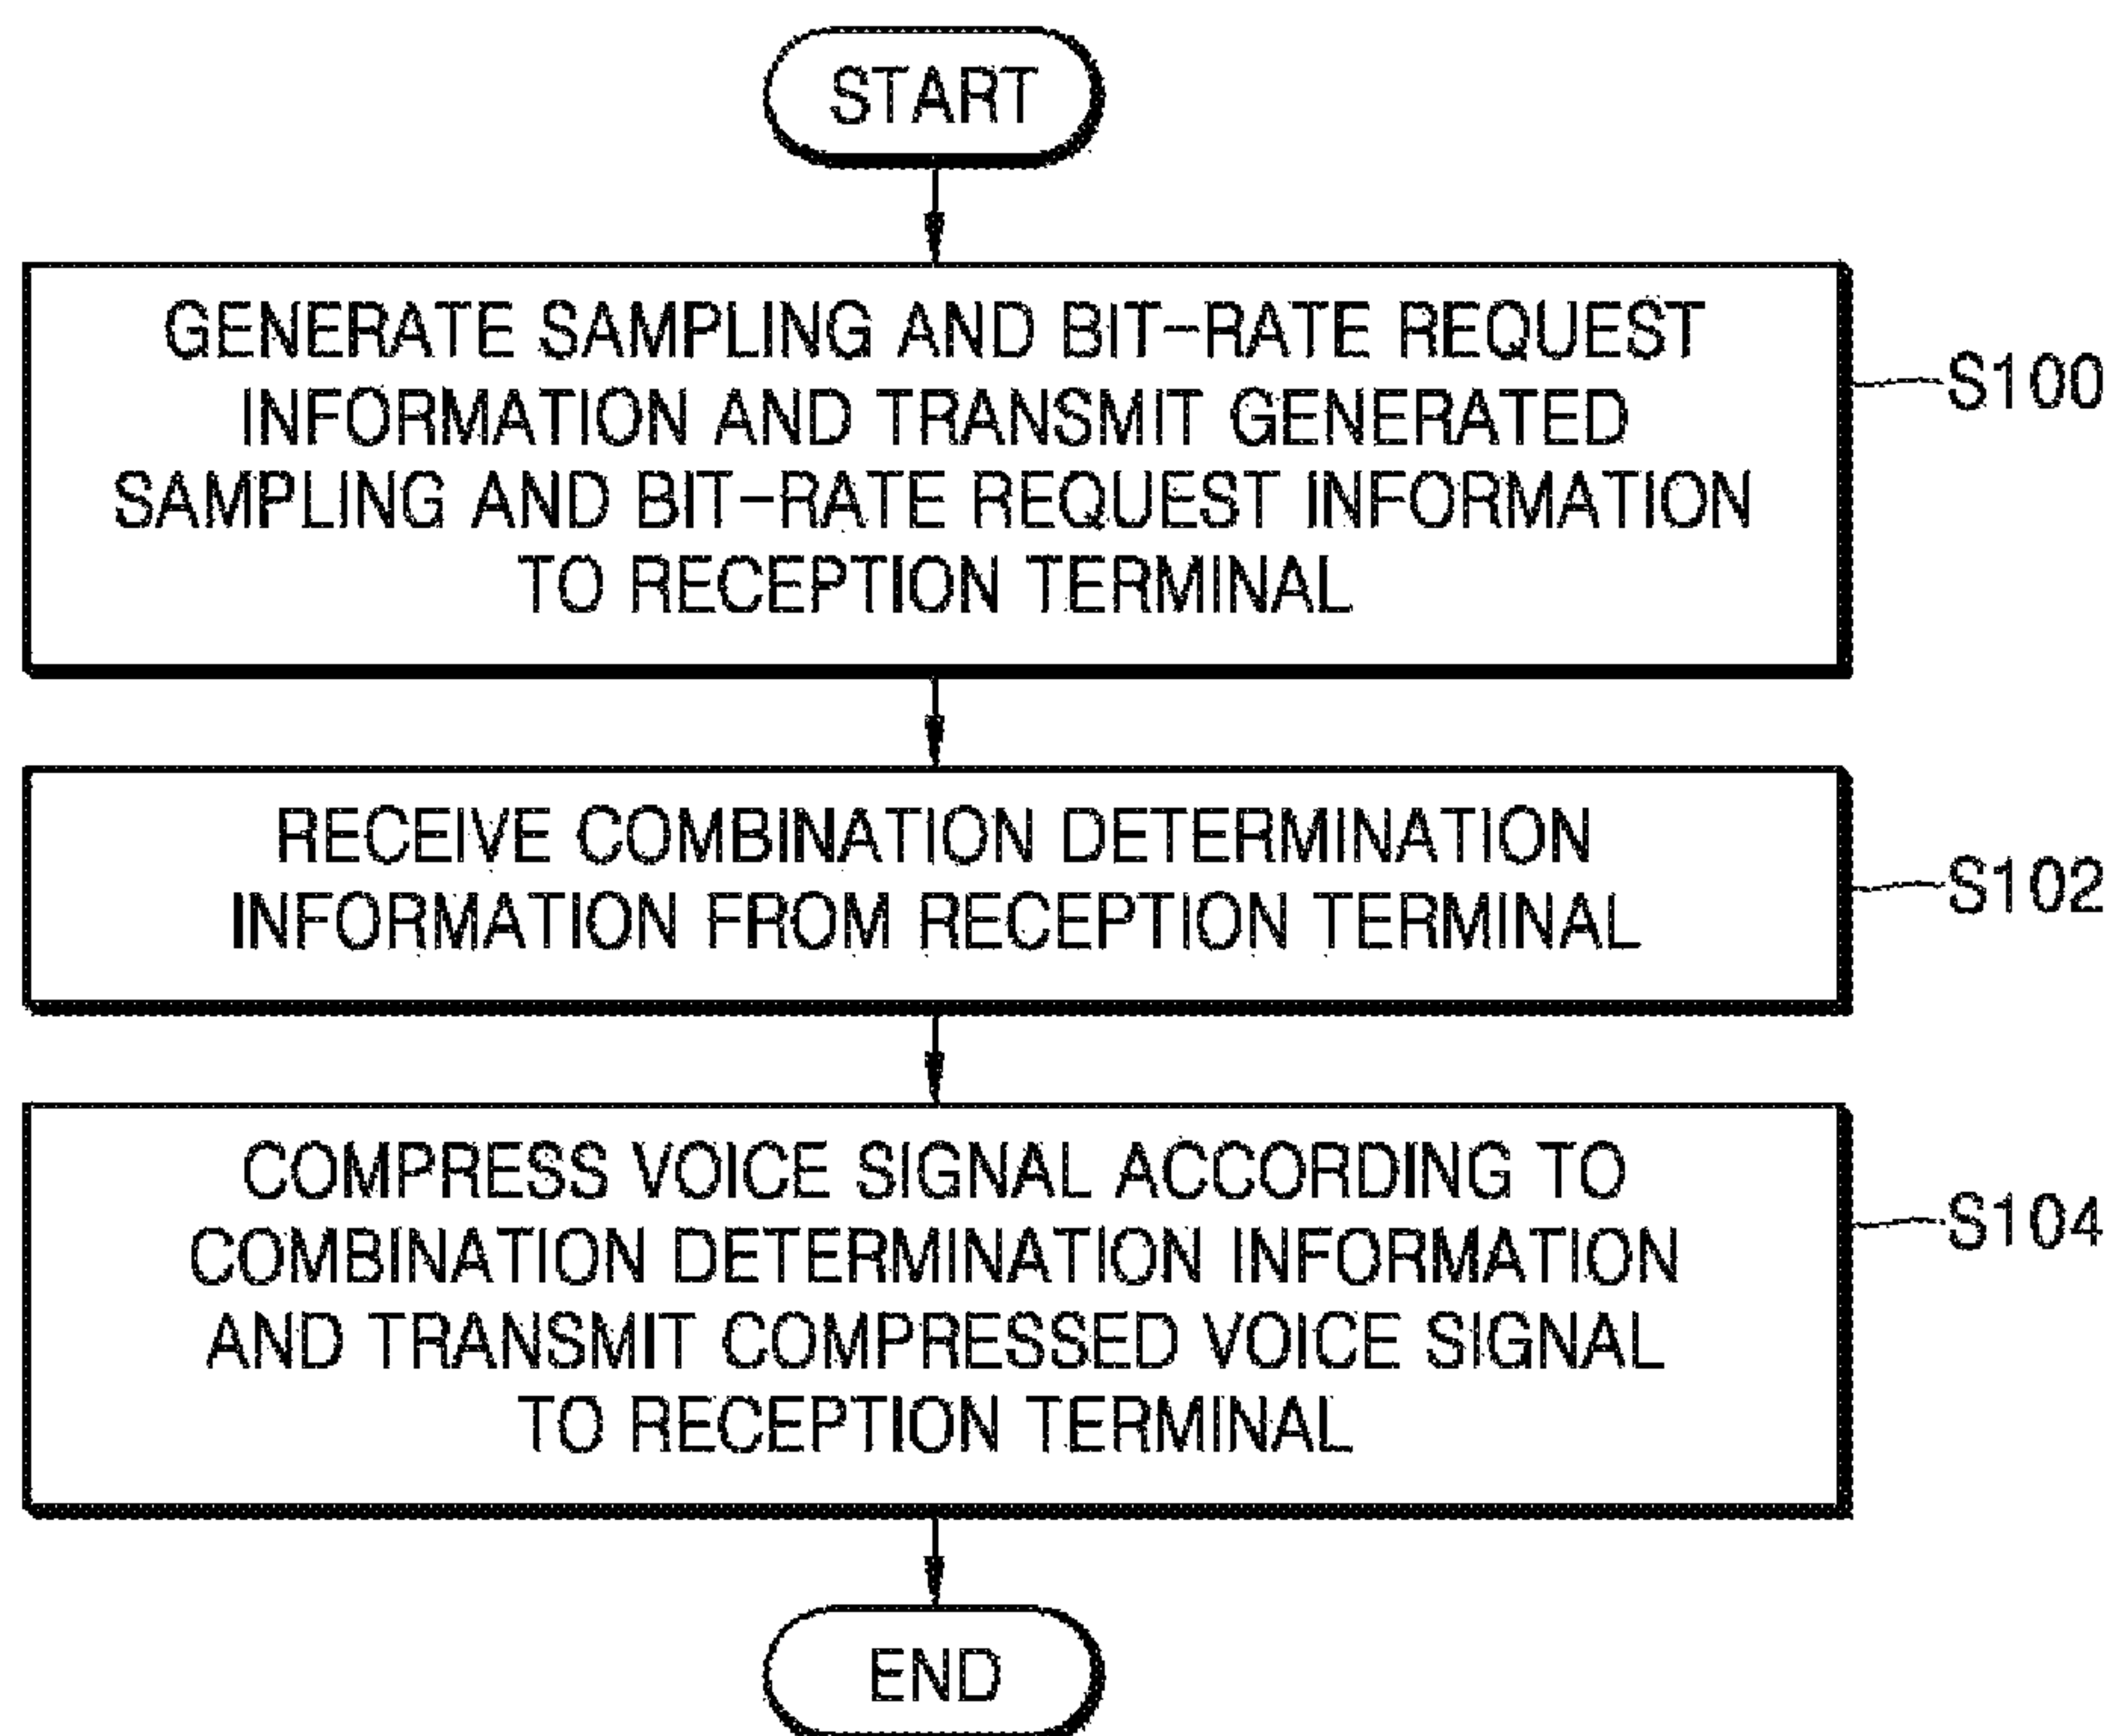 START
GENERATE SAMPLING AND BIT-RATE REQUEST
INFORMATION AND TRANSMIT GENERATED
SAMPLING AND BIT-RATE REQUEST INFORMATION
TO RECEPTION TERMINAL
S100
RECEIVE COMBINATION DETERMINATION
INFORMATION FROM RECEPTION TERMINAL
S102
COMPRESS VOICE SIGNAL ACCORDING TO
COMBINATION DETERMINATION INFORMATION
AND TRANSMIT COMPRESSED VOICE SIGNAL
TO RECEPTION TERMINAL
S104
END